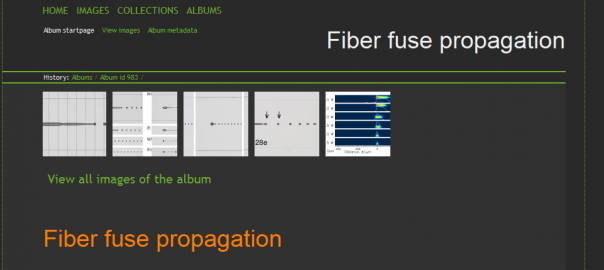 HOME IMAGES COLLECTIONS ALBUMS
Album startpage View images Album metadata
Fiber fuse propagation
History: Albums / Album id 983 /
28e
View all images of the album
Fiber fuse propagation